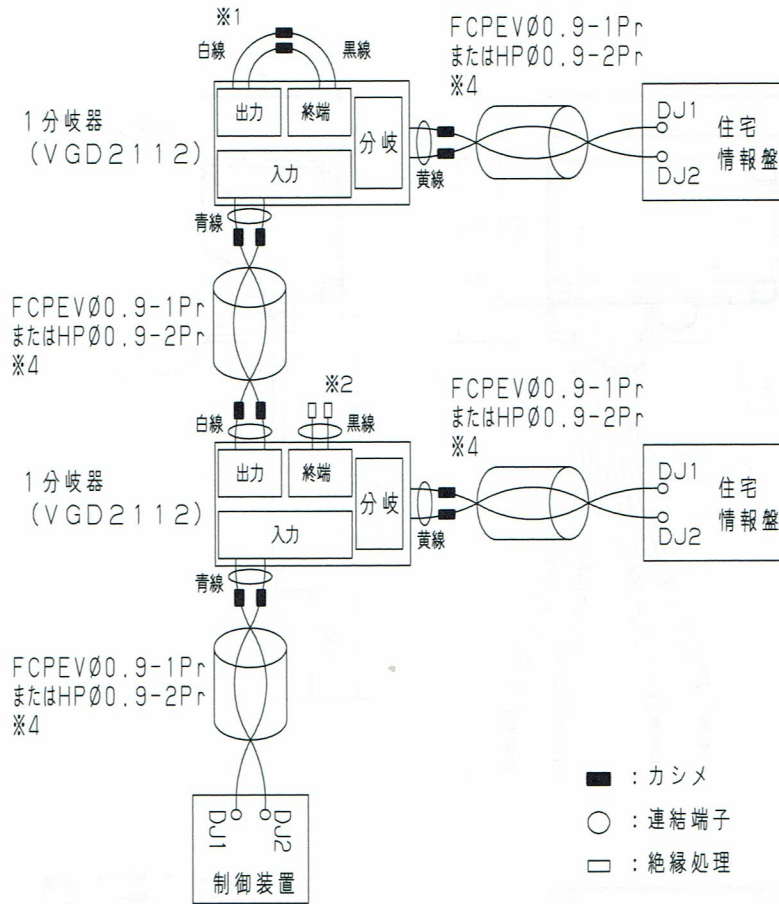 ※1
白線
黒線
出力
終端
分岐
入力
1分岐器
(VGD2112)
黄線
FCPEVØ0.9-1Pr
またはHPØ0.9-2Pr
※4
DJ1
DJ2
住宅
情報盤
青線
FCPEVØ0.9-1Pr
またはHPØ0.9-2Pr
※4
※2
白線
黒線
出力
終端
分岐
入力
1分岐器
(VGD2112)
黄線
FCPEVØ0.9-1Pr
またはHPØ0.9-2Pr
※4
DJ1
DJ2
住宅
情報盤
青線
FCPEVØ0.9-1Pr
またはHPØ0.9-2Pr
※4
DJ1
DJ2
制御装置
:カシメ
:連結端子
:絶縁処理